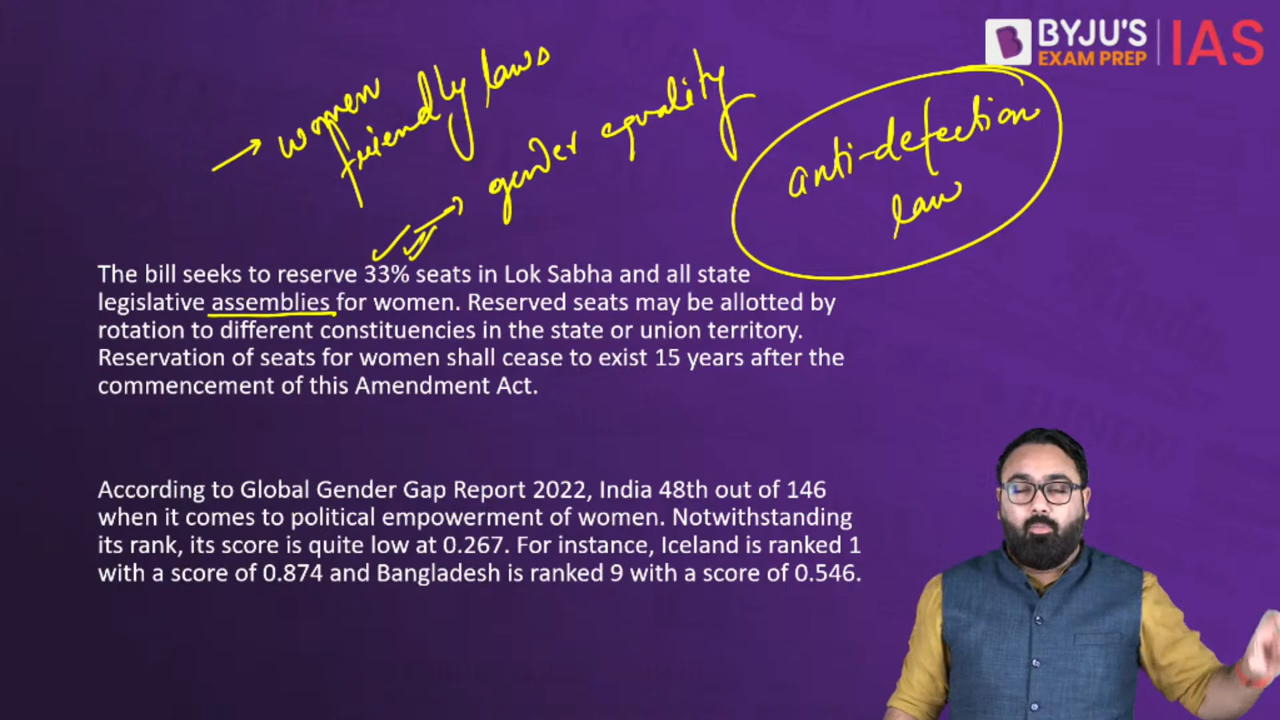 BYJU'S
EXAM PREP
IAS
→ women
friendly laws
→ gender equality
anti-defection
law
The bill seeks to reserve 33% seats in Lok Sabha and all state
legislative assemblies for women. Reserved seats may be allotted by
rotation to different constituencies in the state or union territory.
Reservation of seats for women shall cease to exist 15 years after the
commencement of this Amendment Act.
According to Global Gender Gap Report 2022, India 48th out of 146
when it comes to political empowerment of women. Notwithstanding
its rank, its score is quite low at 0.267. For instance, Iceland is ranked 1
with a score of 0.874 and Bangladesh is ranked 9 with a score of 0.546.